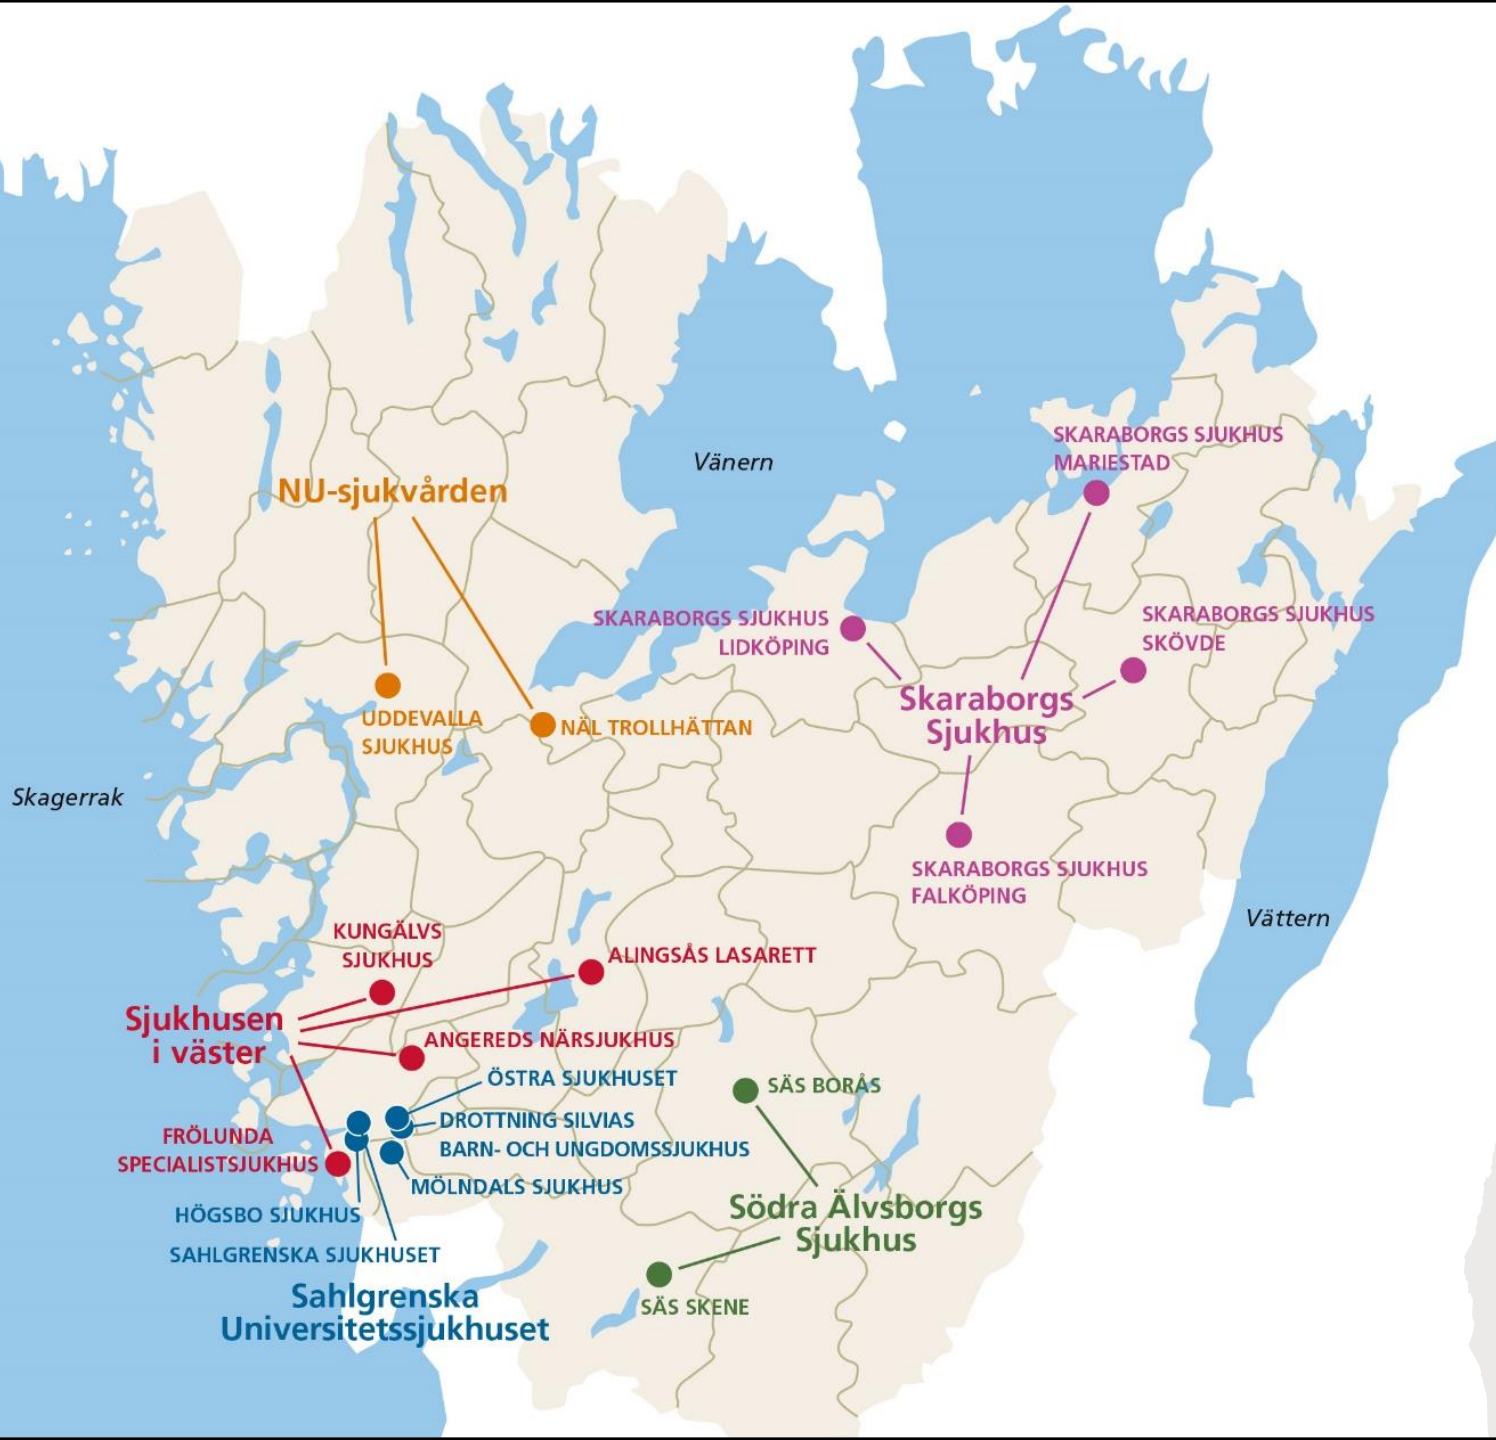 SKARABORGS SJUKHUS
MARIESTAD
Vänern
NU-sjukvården
SKARABORGS SJUKHUS
LIDKÖPING
SKARABORGS SJUKHUS
SKÖVDE
Skaraborgs
Sjukhus
UDDEVALLA
SJUKHUS
NÄL TROLLHÄTTAN
Skagerrak
SKARABORGS SJUKHUS
FALKÖPING
Vättern
KUNGÄLVS
SJUKHUS
ALINGSÅS LASARETT
Sjukhusen
i väster
ANGEREDS NÄRSJUKHUS
ÖSTRA SJUKHUSET
SÄS BORÅS
DROTTNING SILVIAS
BARN- OCH UNGDOMSSJUKHUS
FRÖLUNDA
SPECIALISTSJUKHUS
MÖLNDALS SJUKHUS
HÖGSBO SJUKHUS
SAHLGRENSKA SJUKHUSET
Södra Älvsborgs
Sjukhus
Sahlgrenska
Universitetssjukhuset
SÄS SKENE